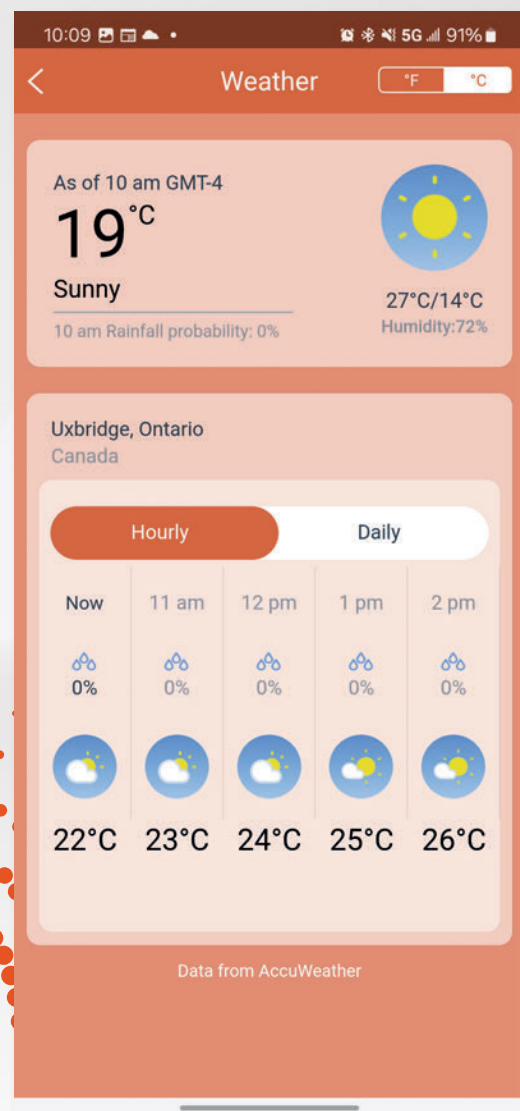 10:09 5G 91%
Weather °F °C
As of 10 am GMT-4
19°C
Sunny
10 am Rainfall probability: 0%
27°C/14°C
Humidity:72%
Uxbridge, Ontario
Canada
Hourly Daily
Now 11 am 12 pm 1 pm 2 pm
0% 0% 0% 0% 0%
22°C 23°C 24°C 25°C 26°C
Data from AccuWeather